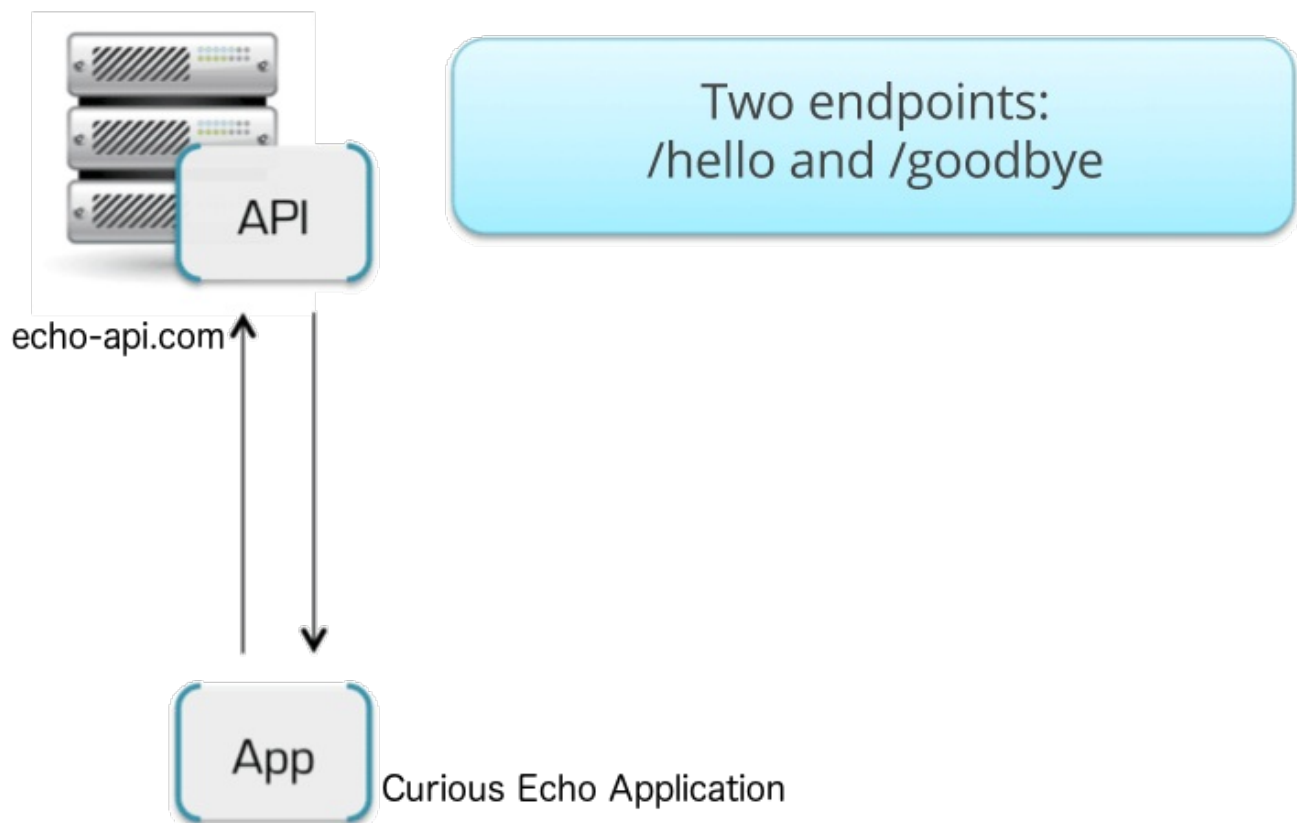 Two endpoints:
/hello and /goodbye
API
echo-api.com
App
Curious Echo Application